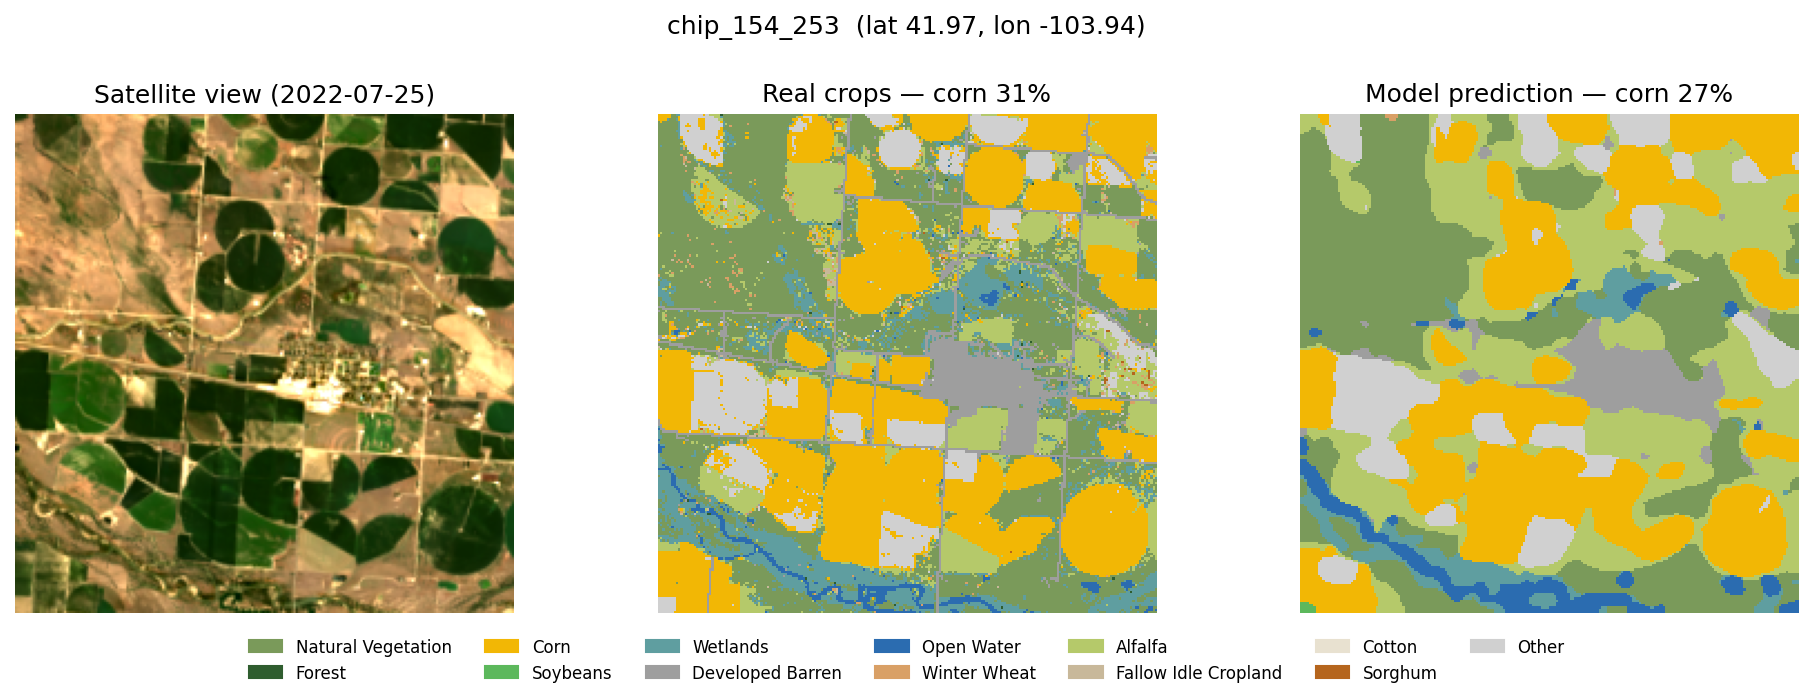 chip_154_253  (lat 41.97, lon -103.94)
Satellite view (2022-07-25)
Real crops — corn 31%
Model prediction — corn 27%
Natural Vegetation
Corn
Wetlands
Open Water
Alfalfa
Cotton
Other
Forest
Soybeans
Developed Barren
Winter Wheat
Fallow Idle Cropland
Sorghum